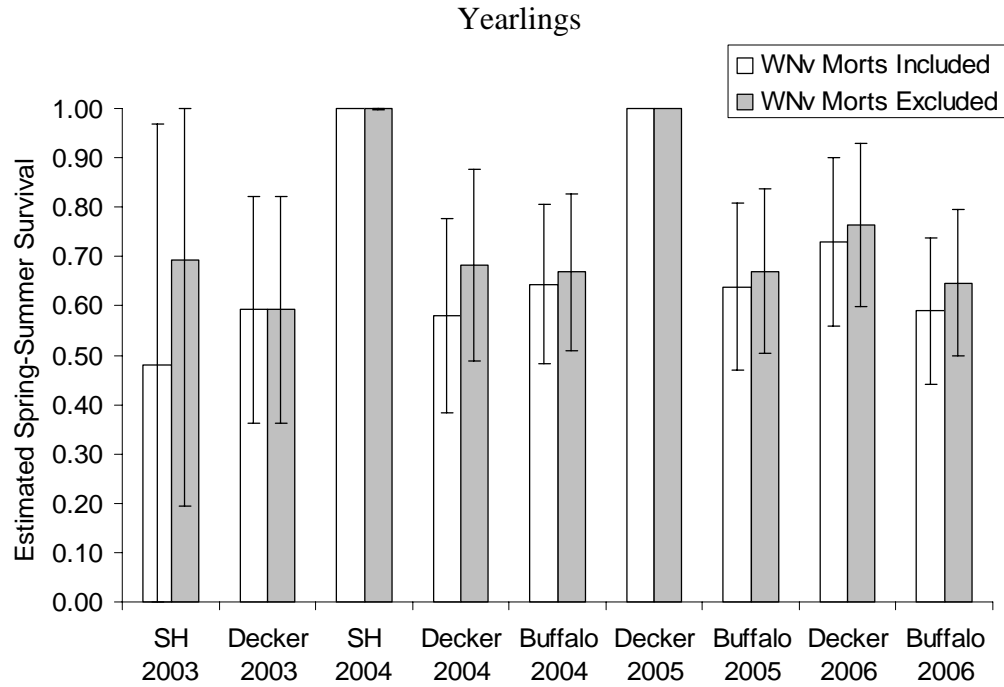 Yearlings
WNv Morts Included
WNv Morts Excluded
Estimated Spring-Summer Survival
1.00
0.90
0.80
0.70
0.60
0.50
0.40
0.30
0.20
0.10
0.00
SH Decker SH Decker Buffalo Decker Buffalo Decker Buffalo
2003 2003 2004 2004 2004 2005 2005 2006 2006